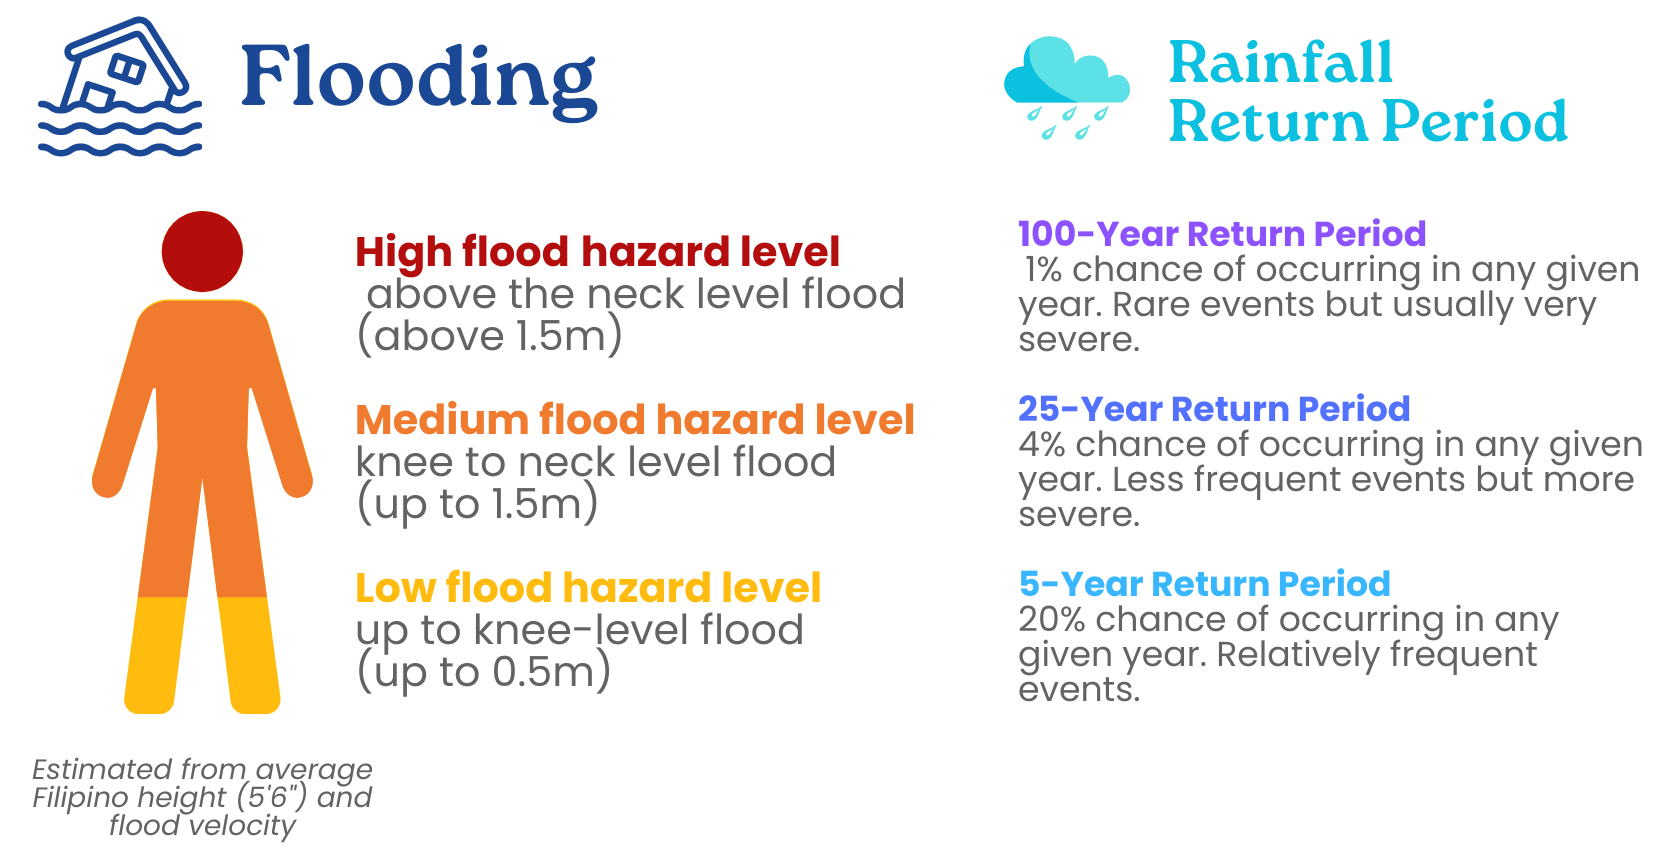 Flooding
High flood hazard level
above the neck level flood
(above 1.5m)
Medium flood hazard level
knee to neck level flood
(up to 1.5m)
Low flood hazard level
up to knee-level flood
(up to 0.5m)
Estimated from average
Filipino height (5'6") and
flood velocity
Rainfall
Return Period
100-Year Return Period
1% chance of occurring in any given
year. Rare events but usually very
severe.
25-Year Return Period
4% chance of occurring in any given
year. Less frequent events but more
severe.
5-Year Return Period
20% chance of occurring in any
given year. Relatively frequent
events.